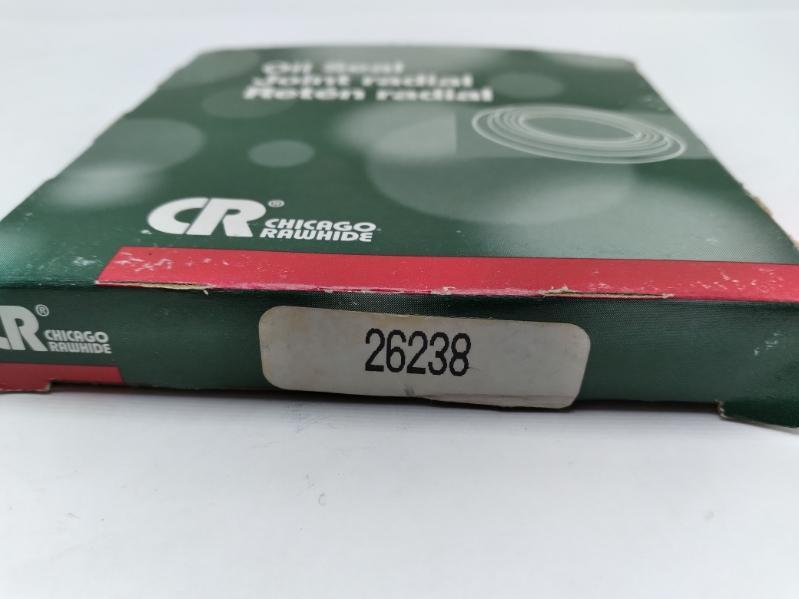 Oil Seal
Joint radial
Retén radial
CR® CHICAGO
RAWHIDE
CR® CHICAGO
RAWHIDE
26238